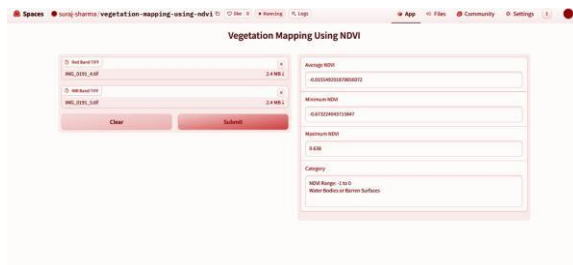 Spaces suraj-sharma/vegetation-mapping-using-ndvi like 0 Running Logs App Files Community Settings
Vegetation Mapping Using NDVI
Red Band TIFF
IMG_0191_4.tif 2.4 MB ↓
NIR Band TIFF
IMG_0191_5.tif 2.4 MB ↓
Clear Submit
Average NDVI
Minimum NDVI
Maximum NDVI
0.638
Category
NDVI Range: -1 to 0
Water Bodies or Barren Surfaces